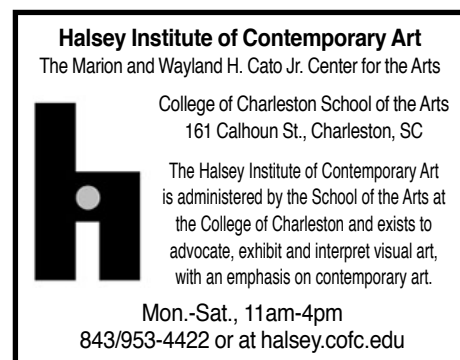 Halsey Institute of Contemporary Art
The Marion and Wayland H. Cato Jr. Center for the Arts
College of Charleston School of the Arts
161 Calhoun St., Charleston, SC
The Halsey Institute of Contemporary Art
is administered by the School of the Arts at
the College of Charleston and exists to
advocate, exhibit and interpret visual art,
with an emphasis on contemporary art.
Mon.-Sat., 11am-4pm
843/953-4422 or at halsey.cofc.edu